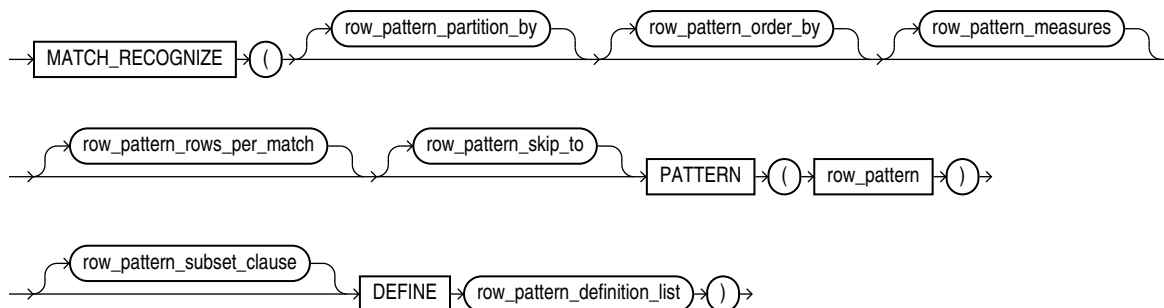 row_pattern_partition_by row_pattern_order_by row_pattern_measures
MATCH_RECOGNIZE (
row_pattern_rows_per_match row_pattern_skip_to
PATTERN ( row_pattern )
row_pattern_subset_clause
DEFINE row_pattern_definition_list )